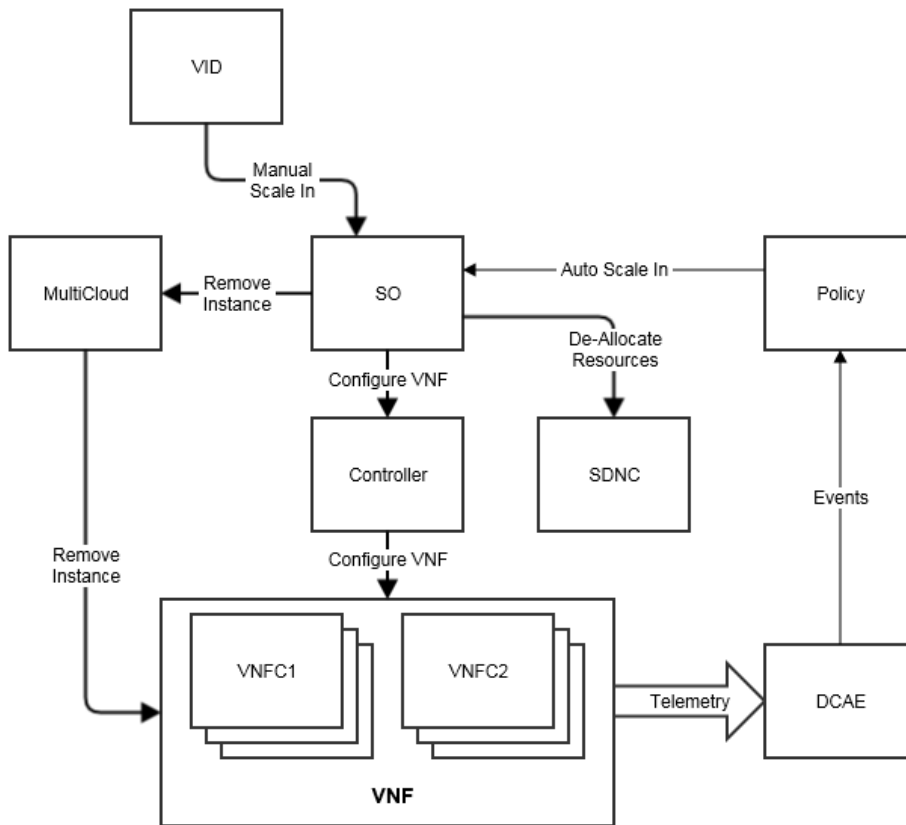 VID
Manual
Scale In
MultiCloud
Remove
Instance
SO
Auto Scale In
Policy
De-Allocate
Resources
Configure VNF
Controller
SDNC
Events
Remove
Instance
Configure VNF
VNFC1
VNFC2
Telemetry
DCAE
VNF